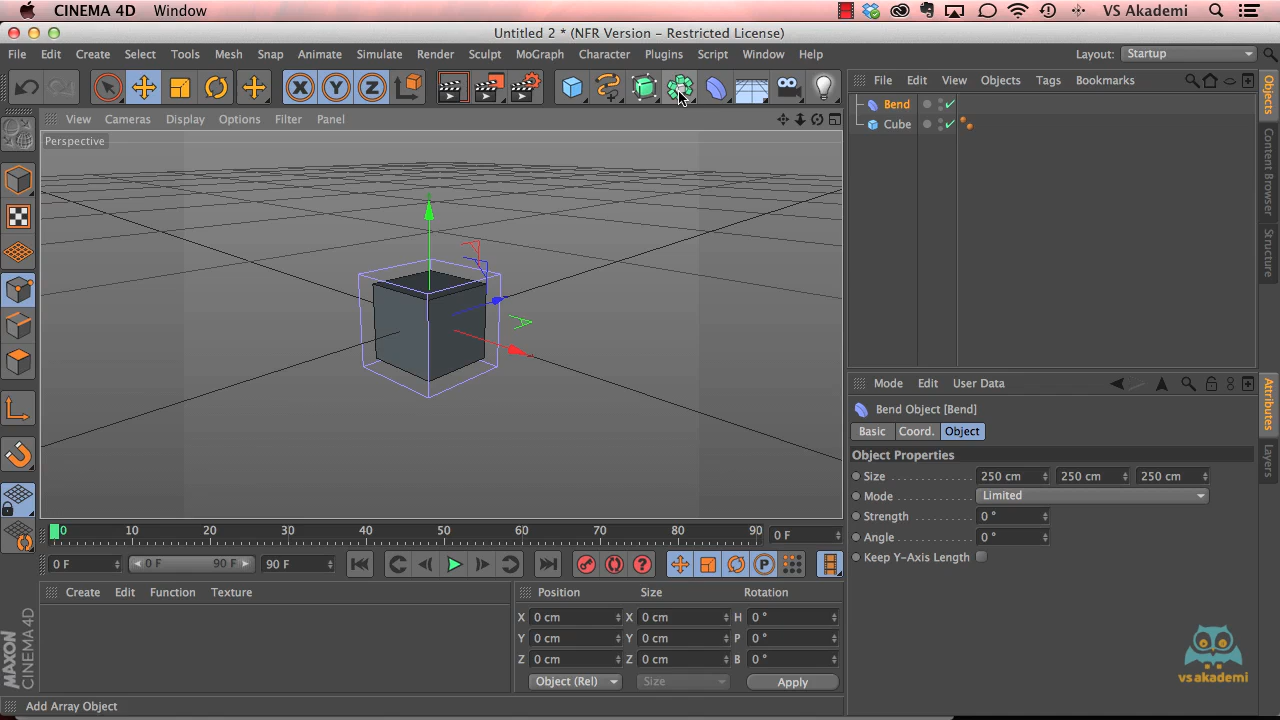 CINEMA 4D Window VS Akademi
Untitled 2 * (NFR Version - Restricted License)
File Edit Create Select Tools Mesh Snap Animate Simulate Render Sculpt MoGraph Character Plugins Script Window Help Layout: Startup
X Y Z
File Edit View Objects Tags Bookmarks
Bend
Cube
Objects
Content Browser
Structure
View Cameras Display Options Filter Panel
Perspective
Mode Edit User Data
Bend Object [Bend]
Basic Coord. Object
Object Properties
Size 250 cm 250 cm 250 cm
Mode Limited
Strength 0 °
Angle 0 °
Keep Y-Axis Length
Attributes
Layers
0 10 20 30 40 50 60 70 80 90 0 F
0 F 0 F 90 F 90 F P
Create Edit Function Texture
Position Size Rotation
X 0 cm X 0 cm H 0 °
Y 0 cm Y 0 cm P 0 °
Z 0 cm Z 0 cm B 0 °
Object (Rel) Size Apply
MAXON
CINEMA 4D
vsakademi
Add Array Object